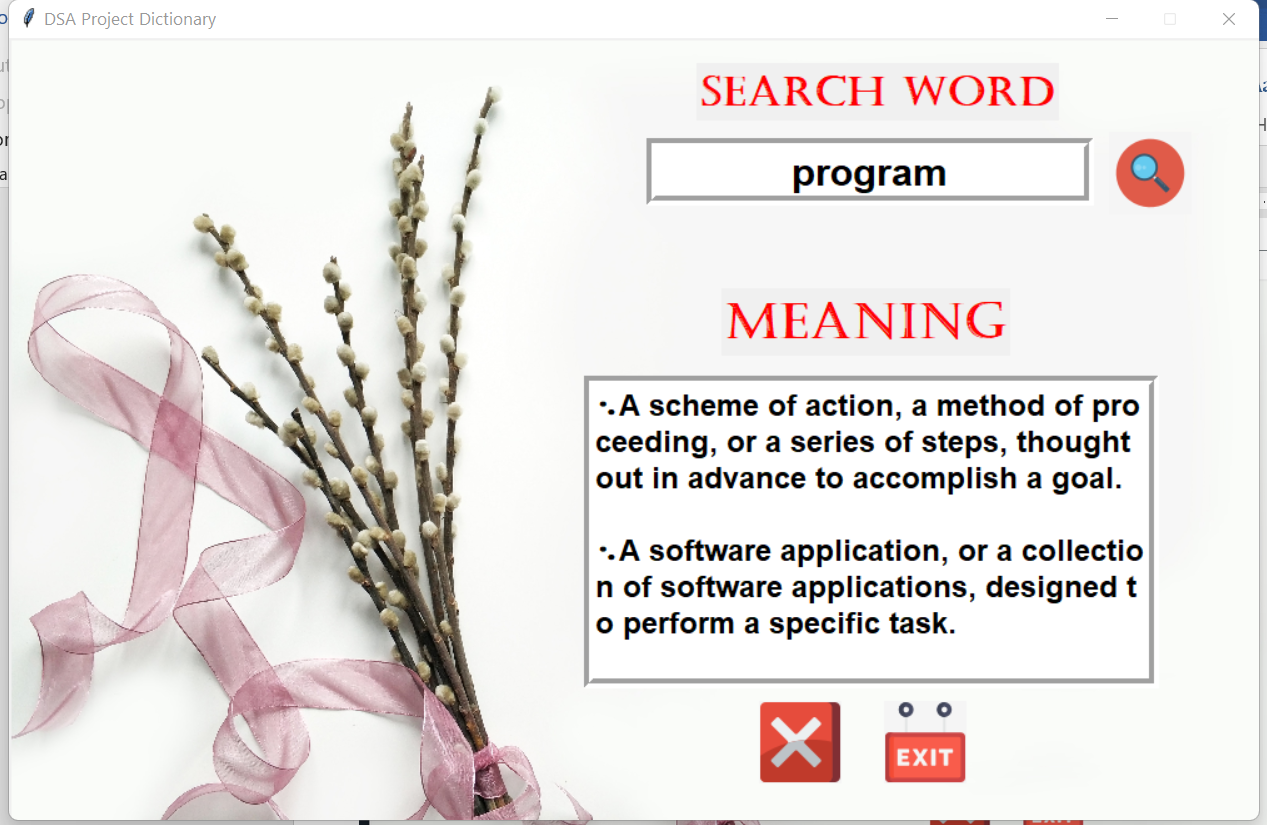 DSA Project Dictionary
SEARCH WORD
program
MEANING
·.A scheme of action, a method of pro
ceeding, or a series of steps, thought
out in advance to accomplish a goal.
·.A software application, or a collectio
n of software applications, designed t
o perform a specific task.
EXIT